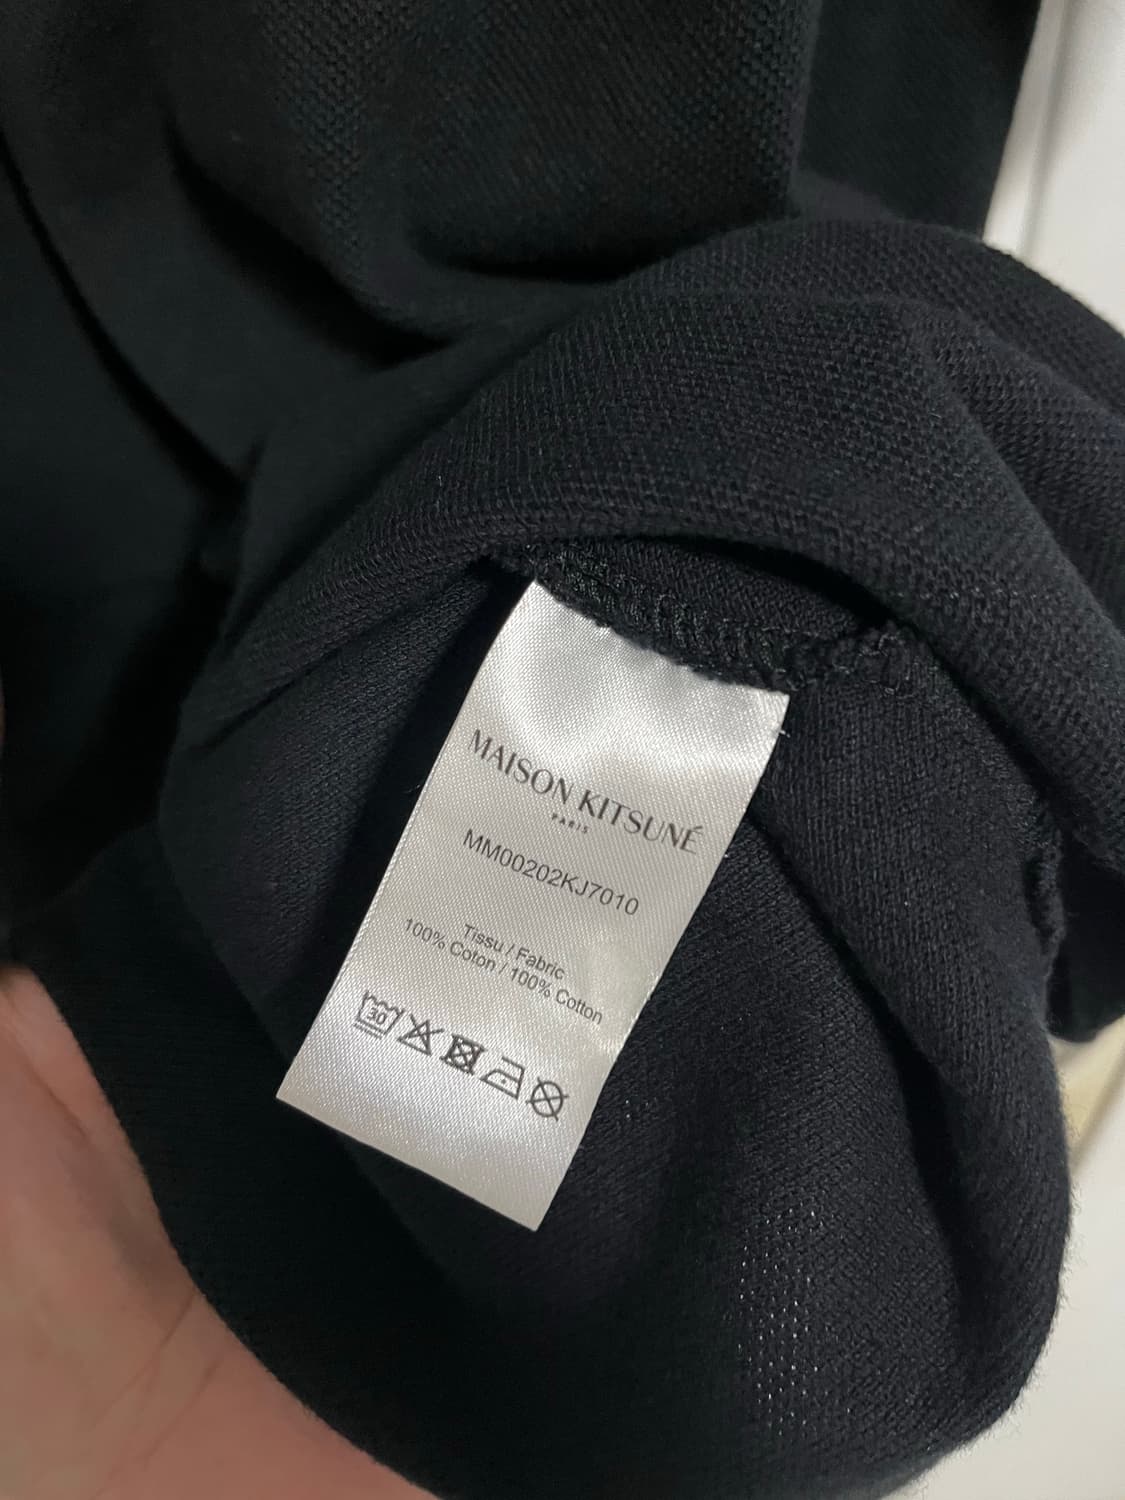 MAISON KITSUNÉ
PARIS
MM00202KJ7010
Tissu / Fabric
100% Coton / 100% Cotton
30